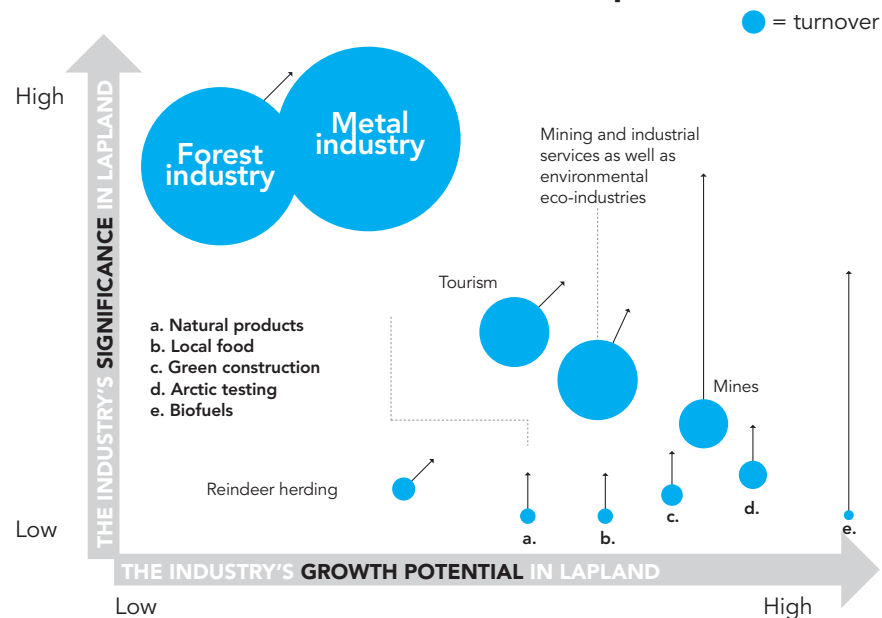 = turnover
High
THE INDUSTRY'S SIGNIFICANCE IN LAPLAND
Forest
industry
Metal
industry
Mining and industrial
services as well as
environmental
eco-industries
Tourism
a. Natural products
b. Local food
c. Green construction
d. Arctic testing
e. Biofuels
Mines
Reindeer herding
a.
b.
c.
d.
e.
Low
THE INDUSTRY'S GROWTH POTENTIAL IN LAPLAND
Low
High